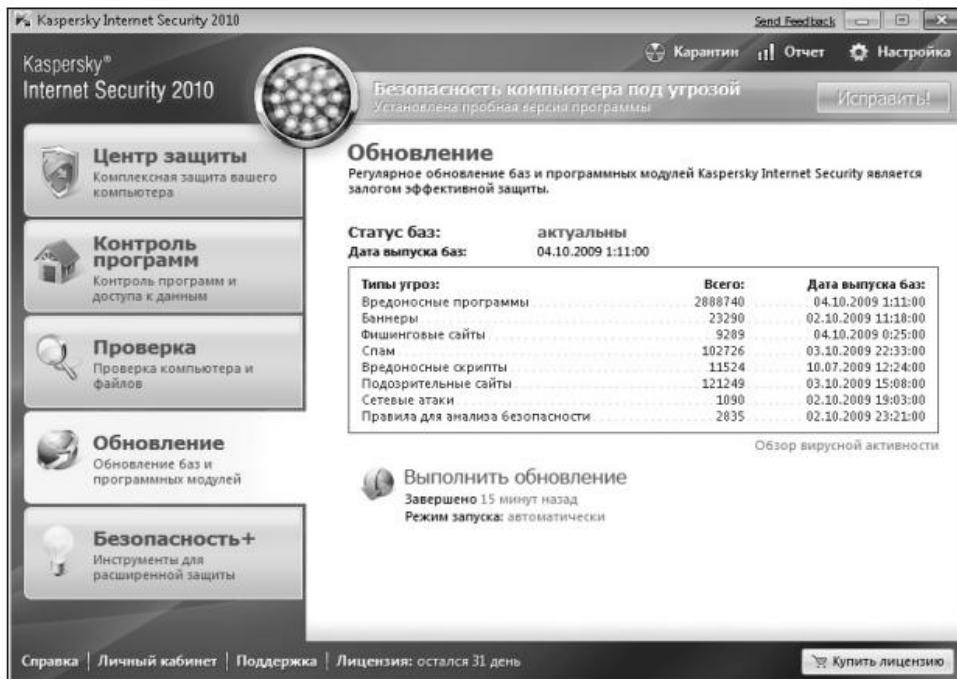 Kaspersky Internet Security 2010
Send Feedback
Карантин
Отчет
Настройка
Kaspersky®
Internet Security 2010
Безопасность компьютера под угрозой
Установлена пробная версия программы
Исправить!
Центр защиты
Комплексная защита вашего
компьютера
Контроль
программ
Контроль программ и
доступа к данным
Проверка
Проверка компьютера и
файлов
Обновление
Обновление баз и
программных модулей
Безопасность+
Инструменты для
расширенной защиты
Обновление
Регулярное обновление баз и программных модулей Kaspersky Internet Security является
залогом эффективной защиты.
Статус баз: актуальны
Дата выпуска баз: 04.10.2009 1:11:00
Типы угроз: Всего: Дата выпуска баз:
Вредоносные программы 2888740 04.10.2009 1:11:00
Баннеры 23290 02.10.2009 11:18:00
Фишинговые сайты 9289 04.10.2009 0:25:00
Спам 102726 03.10.2009 22:33:00
Вредоносные скрипты 11524 10.07.2009 12:24:00
Подозрительные сайты 121249 03.10.2009 15:08:00
Сетевые атаки 1090 02.10.2009 19:03:00
Правила для анализа безопасности 2835 02.10.2009 23:21:00
Обзор вирусной активности
Выполнить обновление
Завершено 15 минут назад
Режим запуска: автоматически
Справка | Личный кабинет | Поддержка | Лицензия: остался 31 день
Купить лицензию